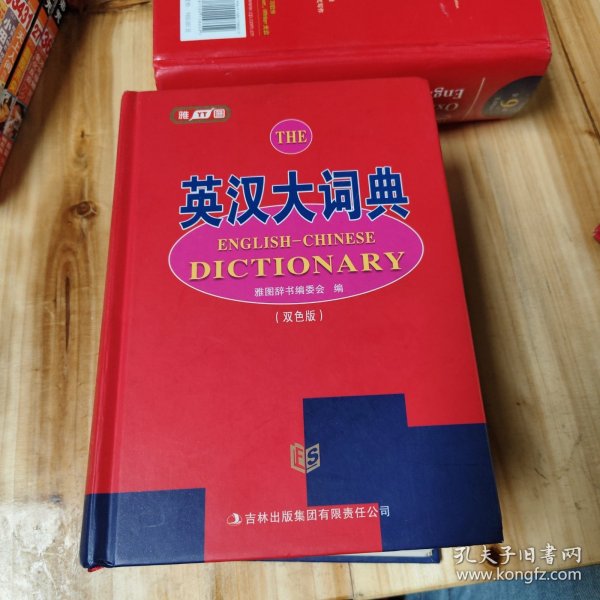 雅 YT 图
THE
英汉大词典
ENGLISH-CHINESE
DICTIONARY
雅图辞书编委会 编
（双色版）
ES
吉林出版集团有限责任公司
孔夫子旧书网
www.kongfz.com